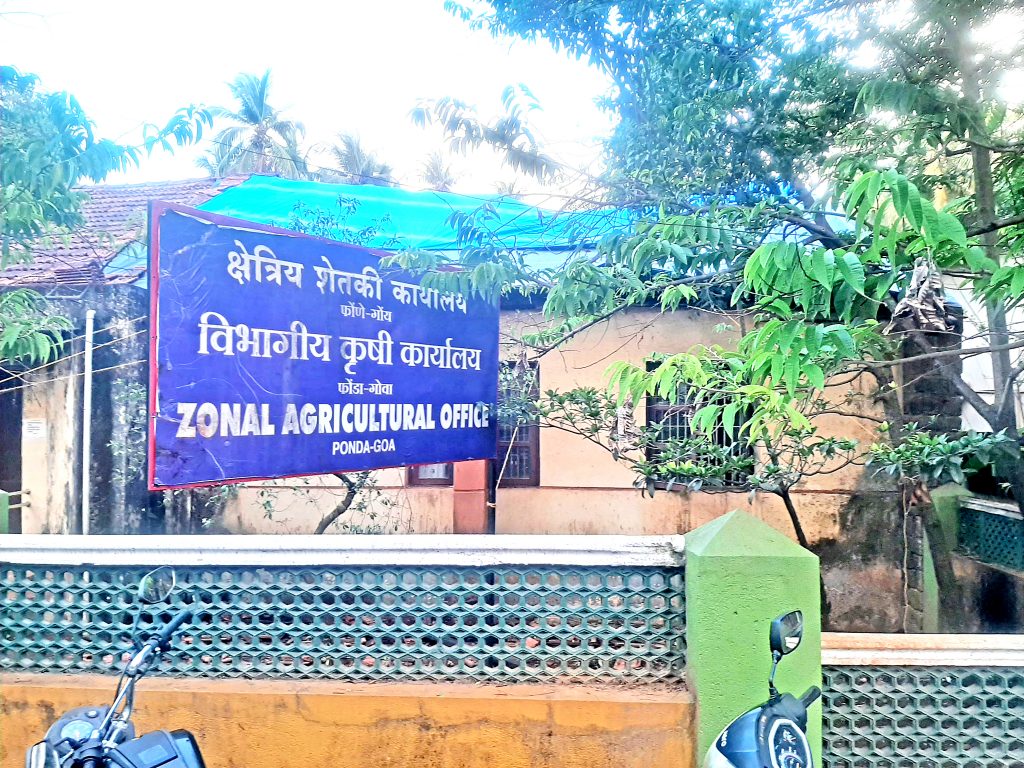 क्षेत्रिय शेतकी कार्यालय
फोंणे-गोंय
विभागीय कृषी कार्यालय
फोंडा-गोवा
ZONAL AGRICULTURAL OFFICE
PONDA-GOA